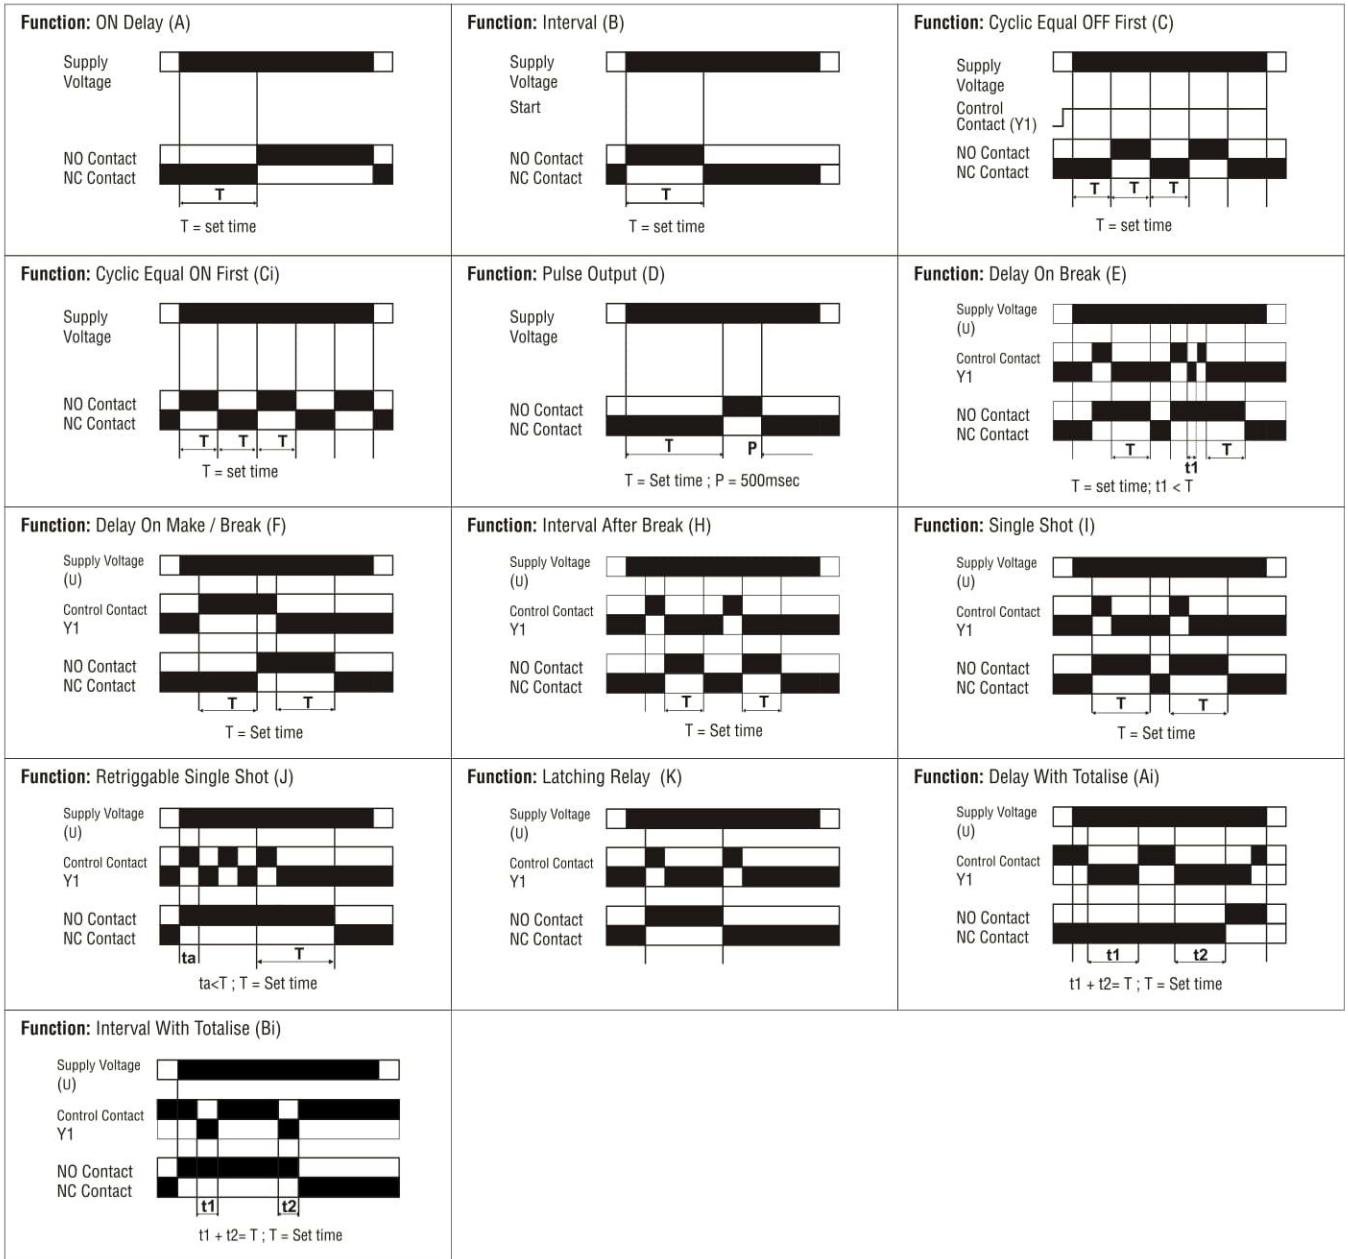 Function: ON Delay (A)
Supply
Voltage
NO Contact
NC Contact
T
T = set time
Function: Interval (B)
Supply
Voltage
Start
NO Contact
NC Contact
T
T = set time
Function: Cyclic Equal OFF First (C)
Supply
Voltage
Control
Contact (Y1)
NO Contact
NC Contact
T T T
T = set time
Function: Cyclic Equal ON First (Ci)
Supply
Voltage
NO Contact
NC Contact
T T T
T = set time
Function: Pulse Output (D)
Supply
Voltage
NO Contact
NC Contact
T P
T = Set time ; P = 500msec
Function: Delay On Break (E)
Supply Voltage
(U)
Control Contact
Y1
NO Contact
NC Contact
T T
t1
T = set time; t1 < T
Function: Delay On Make / Break (F)
Supply Voltage
(U)
Control Contact
Y1
NO Contact
NC Contact
T T
T = Set time
Function: Interval After Break (H)
Supply Voltage
(U)
Control Contact
Y1
NO Contact
NC Contact
T T
T = Set time
Function: Single Shot (I)
Supply Voltage
(U)
Control Contact
Y1
NO Contact
NC Contact
T T
T = Set time
Function: Retriggable Single Shot (J)
Supply Voltage
(U)
Control Contact
Y1
NO Contact
NC Contact
ta T
ta<T ; T = Set time
Function: Latching Relay (K)
Supply Voltage
(U)
Control Contact
Y1
NO Contact
NC Contact
Function: Delay With Totalise (Ai)
Supply Voltage
(U)
Control Contact
Y1
NO Contact
NC Contact
t1 t2
t1 + t2= T ; T = Set time
Function: Interval With Totalise (Bi)
Supply Voltage
(U)
Control Contact
Y1
NO Contact
NC Contact
t1 t2
t1 + t2= T ; T = Set time